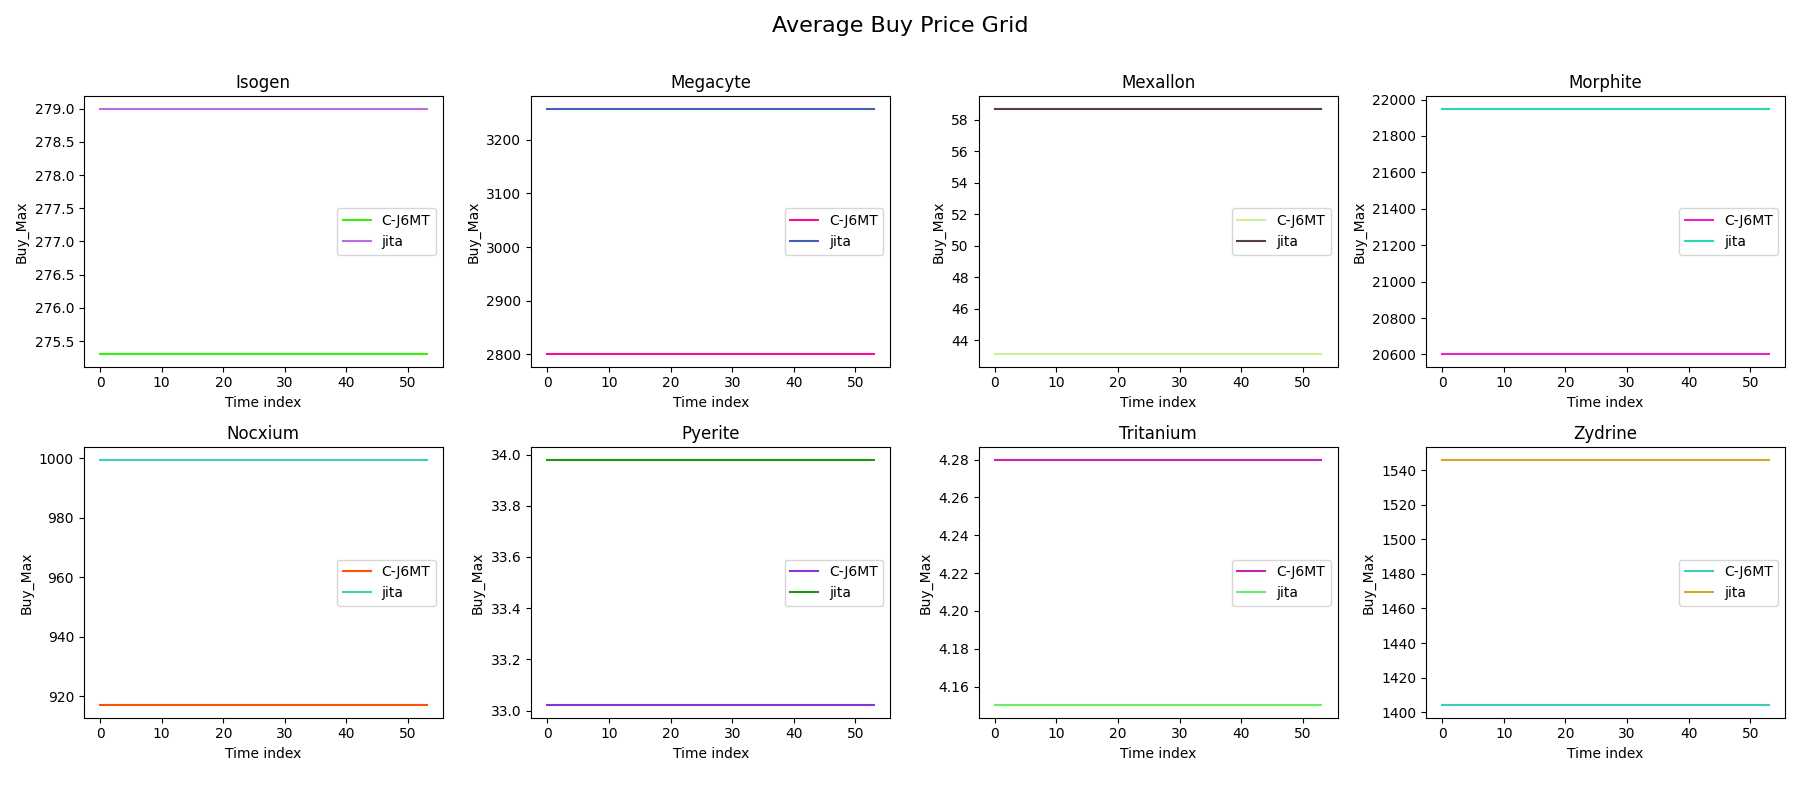 Average Buy Price Grid
Isogen
279.0
278.5
278.0
277.5
277.0
276.5
276.0
275.5
Buy_Max
C-J6MT
jita
0 10 20 30 40 50
Time index
Megacyte
3200
3100
3000
2900
2800
Buy_Max
C-J6MT
jita
0 10 20 30 40 50
Time index
Mexallon
58
56
54
52
50
48
46
44
Buy_Max
C-J6MT
jita
0 10 20 30 40 50
Time index
Morphite
22000
21800
21600
21400
21200
21000
20800
20600
Buy_Max
C-J6MT
jita
0 10 20 30 40 50
Time index
Nocxium
1000
980
960
940
920
Buy_Max
C-J6MT
jita
0 10 20 30 40 50
Time index
Pyerite
34.0
33.8
33.6
33.4
33.2
33.0
Buy_Max
C-J6MT
jita
0 10 20 30 40 50
Time index
Tritanium
4.28
4.26
4.24
4.22
4.20
4.18
4.16
Buy_Max
C-J6MT
jita
0 10 20 30 40 50
Time index
Zydrine
1540
1520
1500
1480
1460
1440
1420
1400
Buy_Max
C-J6MT
jita
0 10 20 30 40 50
Time index